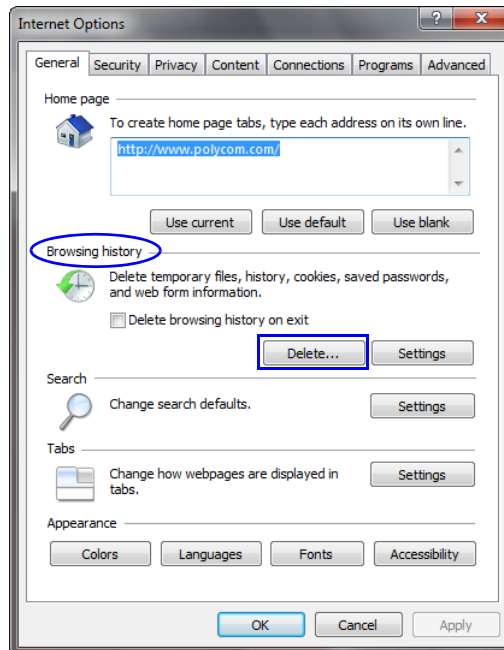 Internet Options
?
General Security Privacy Content Connections Programs Advanced
Home page
To create home page tabs, type each address on its own line.
http://www.polycom.com/
Use current Use default Use blank
Browsing history
Delete temporary files, history, cookies, saved passwords,
and web form information.
Delete browsing history on exit
Delete... Settings
Search
Change search defaults.
Settings
Tabs
Change how webpages are displayed in
tabs.
Settings
Appearance
Colors Languages Fonts Accessibility
OK Cancel Apply